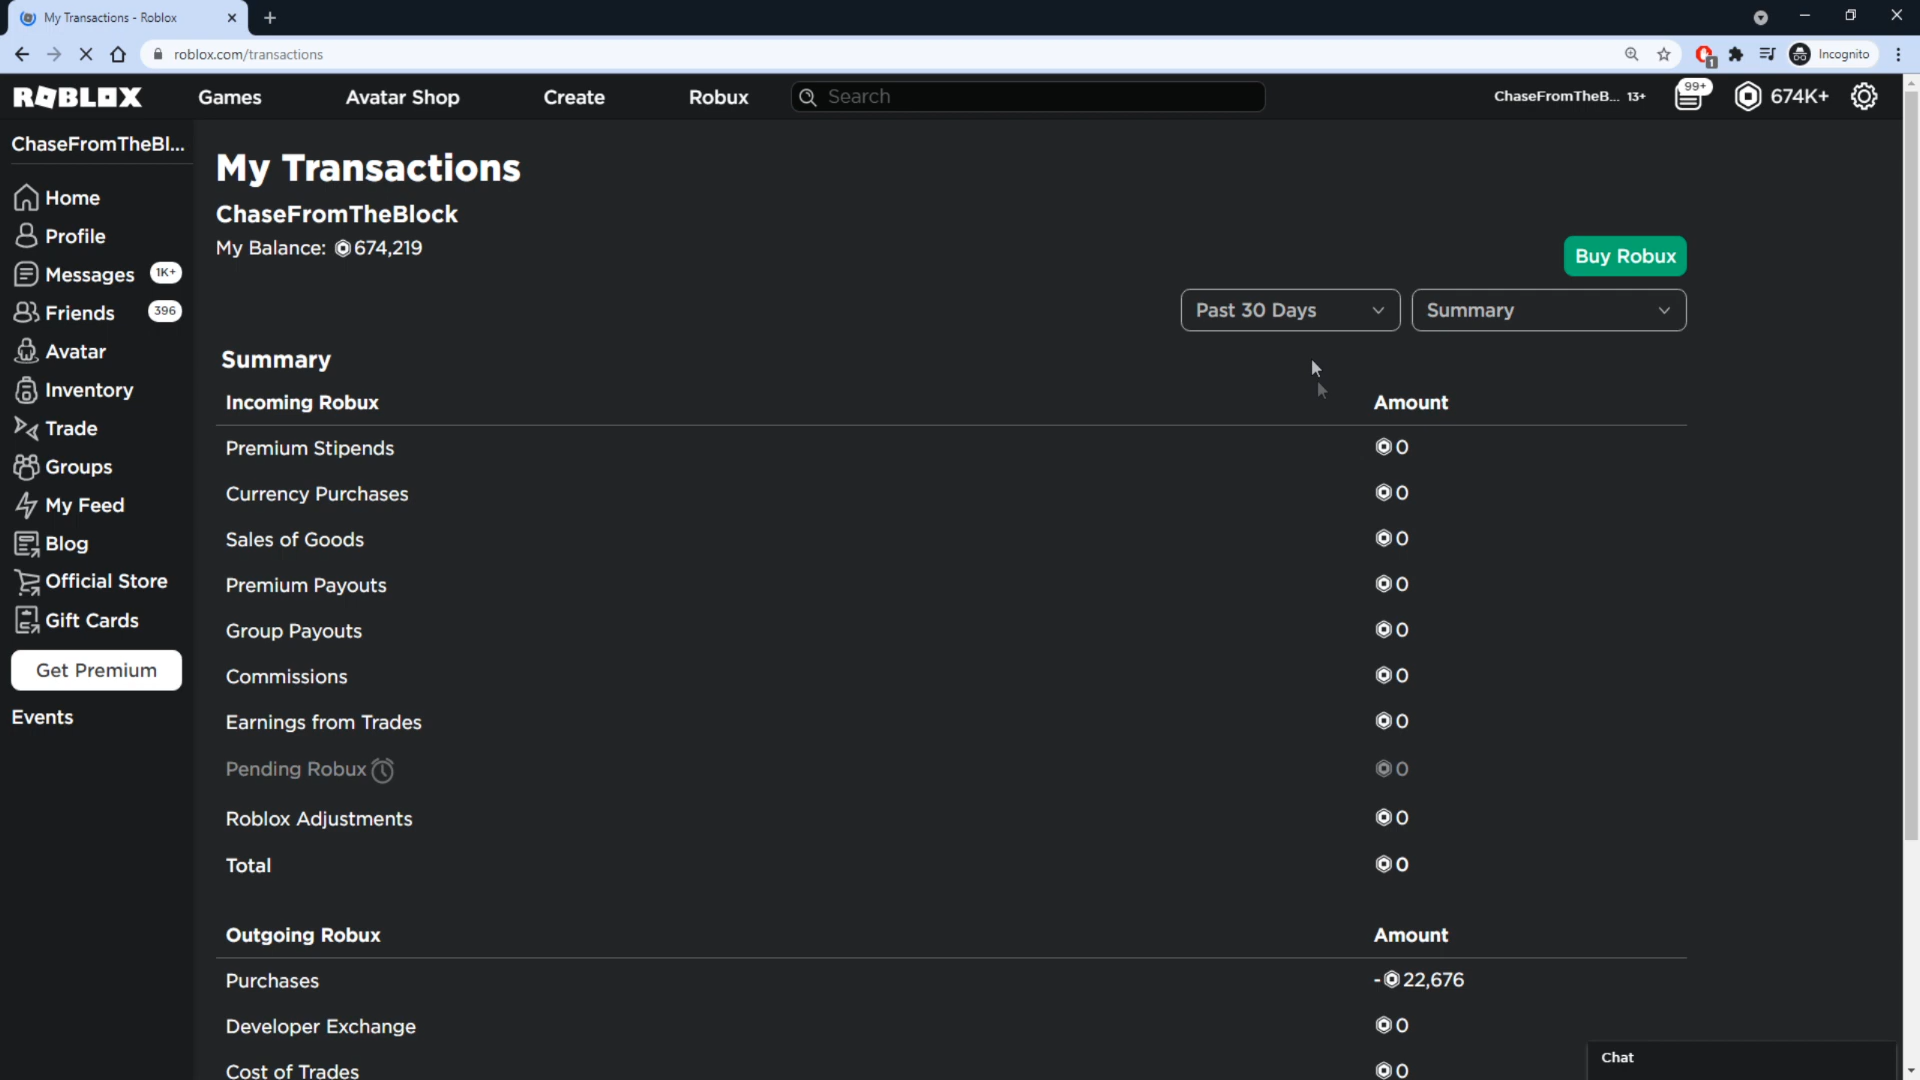 My Transactions - Roblox
roblox.com/transactions
1
Incognito
ROBLOX
Games
Avatar Shop
Create
Robux
Search
ChaseFromTheB... 13+
99+
674K+
ChaseFromTheBl...
Home
Profile
Messages 1K+
Friends 396
Avatar
Inventory
Trade
Groups
My Feed
Blog
Official Store
Gift Cards
Get Premium
Events
My Transactions
ChaseFromTheBlock
My Balance: 674,219
Buy Robux
Past 30 Days
Summary
Summary
Incoming Robux Amount
Premium Stipends 0
Currency Purchases 0
Sales of Goods 0
Premium Payouts 0
Group Payouts 0
Commissions 0
Earnings from Trades 0
Pending Robux 0
Roblox Adjustments 0
Total 0
Outgoing Robux Amount
Purchases -22,676
Developer Exchange 0
Cost of Trades 0
Chat